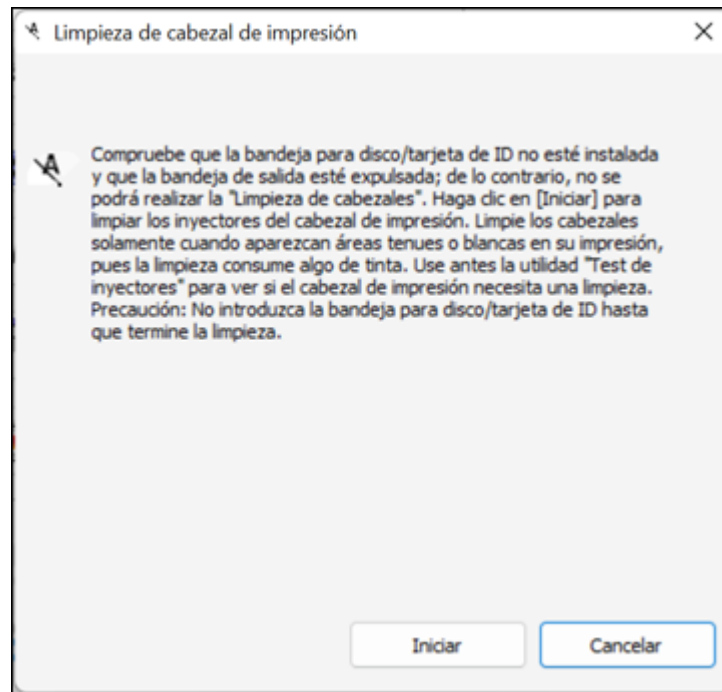 Limpieza de cabezal de impresión
Compruebe que la bandeja para disco/tarjeta de ID no esté instalada
y que la bandeja de salida esté expulsada; de lo contrario, no se
podrá realizar la "Limpieza de cabezales". Haga clic en [Iniciar] para
limpiar los inyectores del cabezal de impresión. Limpie los cabezales
solamente cuando aparezcan áreas tenues o blancas en su impresión,
pues la limpieza consume algo de tinta. Use antes la utilidad "Test de
inyectores" para ver si el cabezal de impresión necesita una limpieza.
Precaución: No introduzca la bandeja para disco/tarjeta de ID hasta
que termine la limpieza.
Iniciar
Cancelar